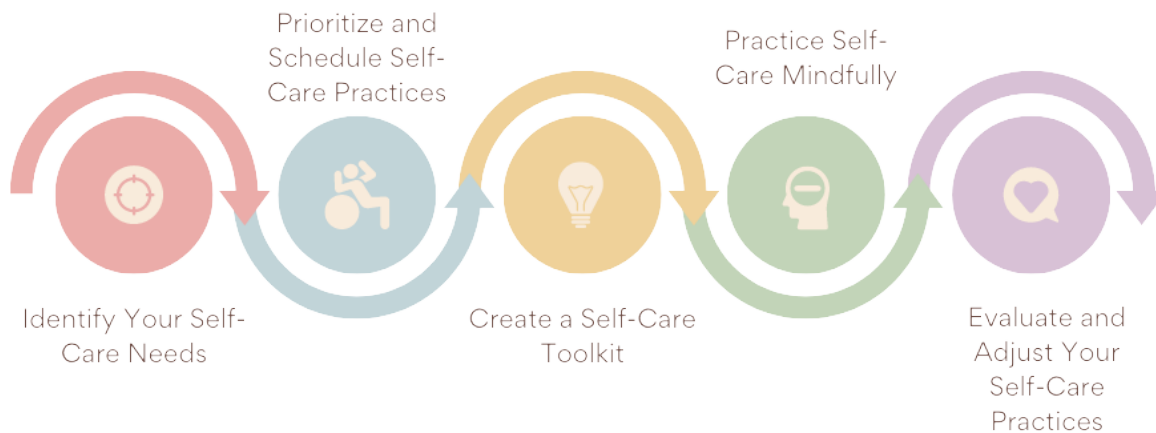 Identify Your Self-
Care Needs
Prioritize and
Schedule Self-
Care Practices
Create a Self-Care
Toolkit
Practice Self-
Care Mindfully
Evaluate and
Adjust Your
Self-Care
Practices